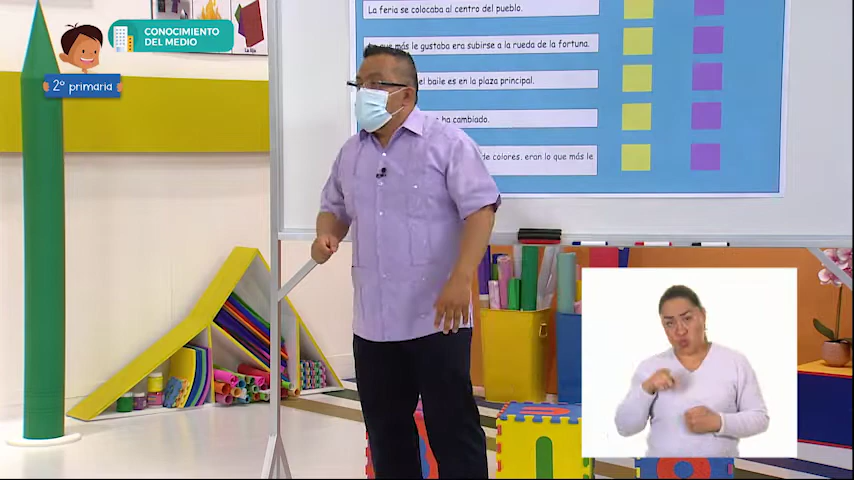 CONOCIMIENTO
DEL MEDIO
2° primaria
La feria se colocaba al centro del pueblo.
que más le gustaba era subirse a la rueda de la fortuna.
el baile es en la plaza principal.
ha cambiado.
de colores, eran lo que más le